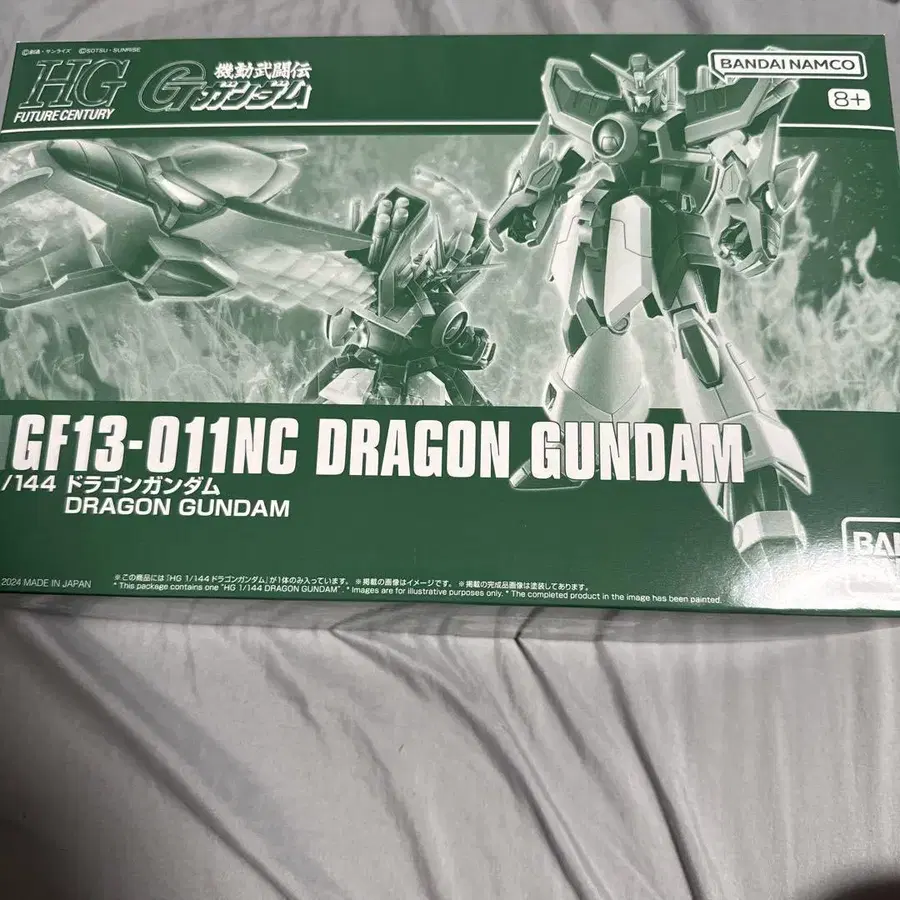 ©創通・サンライズ ©SOTSU・SUNRISE
HG
FUTURE CENTURY
機動武闘伝
Gガンダム
BANDAI NAMCO
8+
GF13-011NC DRAGON GUNDAM
/144 ドラゴンガンダム
DRAGON GUNDAM
BAN
2024 MADE IN JAPAN
※この商品には「HG 1/144 ドラゴンガンダム」が1体のみ入っています。 ※掲載の画像はイメージです。 ※掲載の完成品画像は塗装してあります。
* This package contains one "HG 1/144 DRAGON GUNDAM". * Images are for illustrative purposes only. * The completed product in the image has been painted.